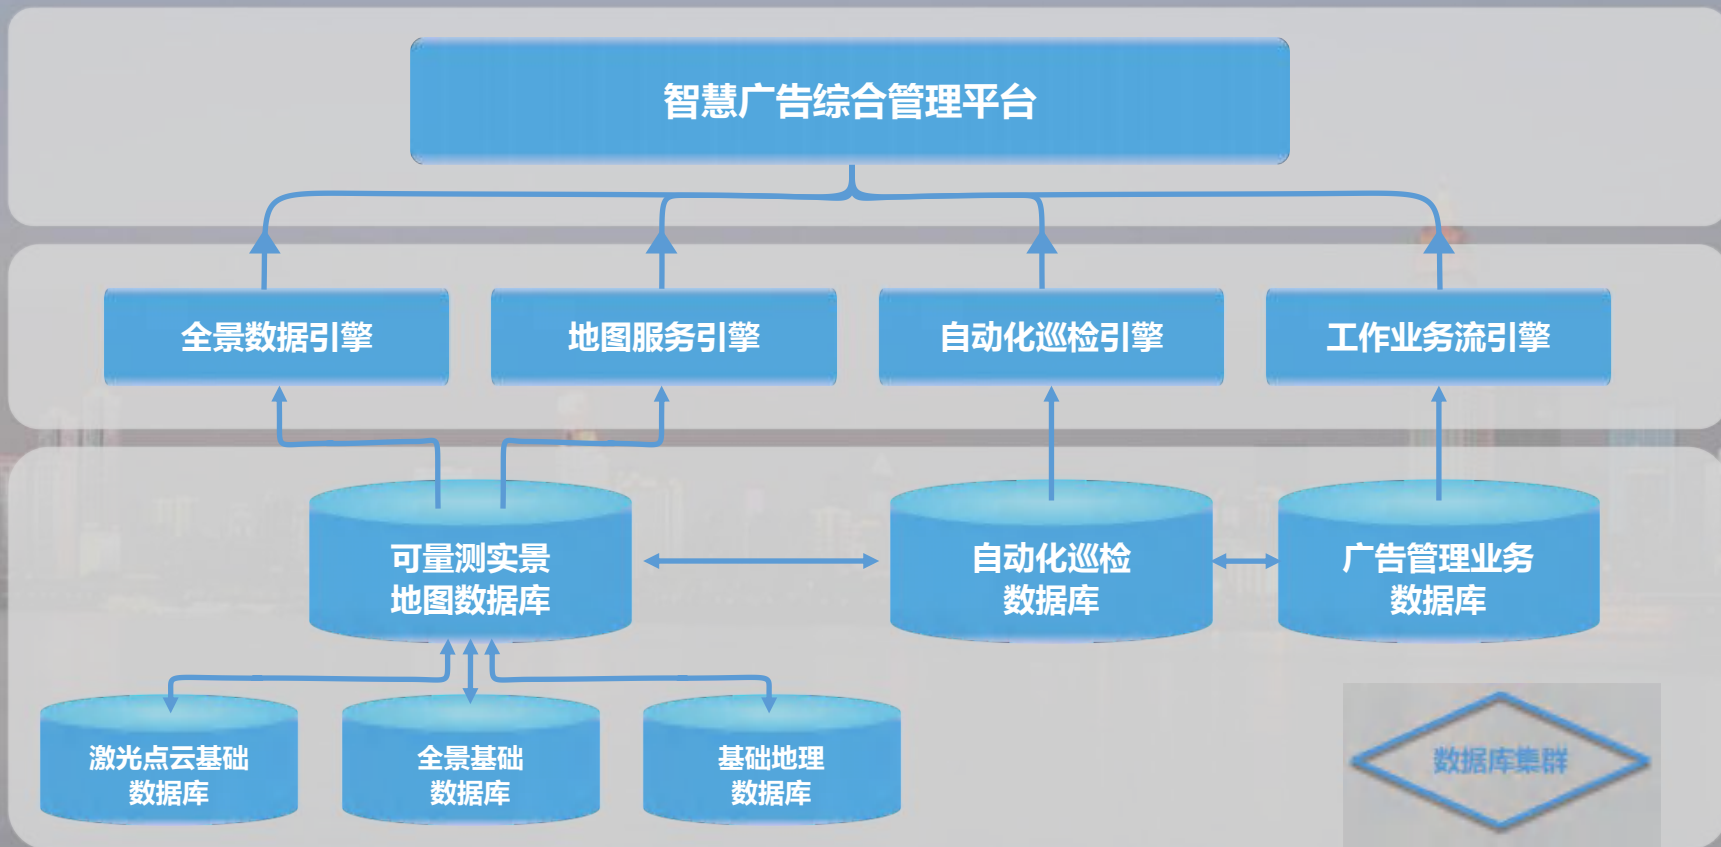 智慧广告综合管理平台
全景数据引擎
地图服务引擎
自动化巡检引擎
工作业务流引擎
可量测实景
地图数据库
自动化巡检
数据库
广告管理业务
数据库
激光点云基础
数据库
全景基础
数据库
基础地理
数据库
数据库集群